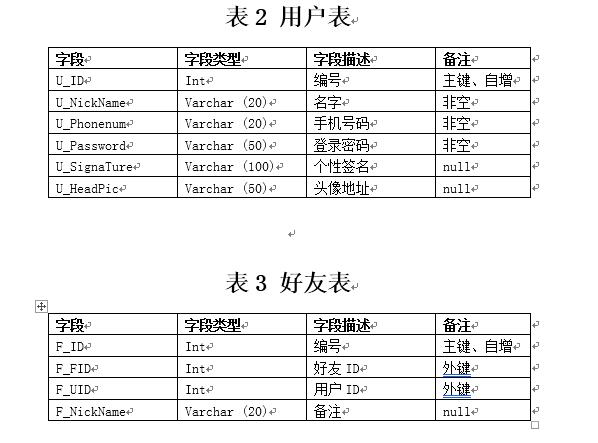 表 2 用户表
字段 字段类型 字段描述 备注
U_ID Int 编号 主键、自增
U_NickName Varchar (20) 名字 非空
U_Phonenum Varchar (20) 手机号码 非空
U_Password Varchar (50) 登录密码 非空
U_SignaTure Varchar (100) 个性签名 null
U_HeadPic Varchar (50) 头像地址 null
表 3 好友表
字段 字段类型 字段描述 备注
F_ID Int 编号 主键、自增
F_FID Int 好友 ID 外键
F_UID Int 用户 ID 外键
F_NickName Varchar (20) 备注 null